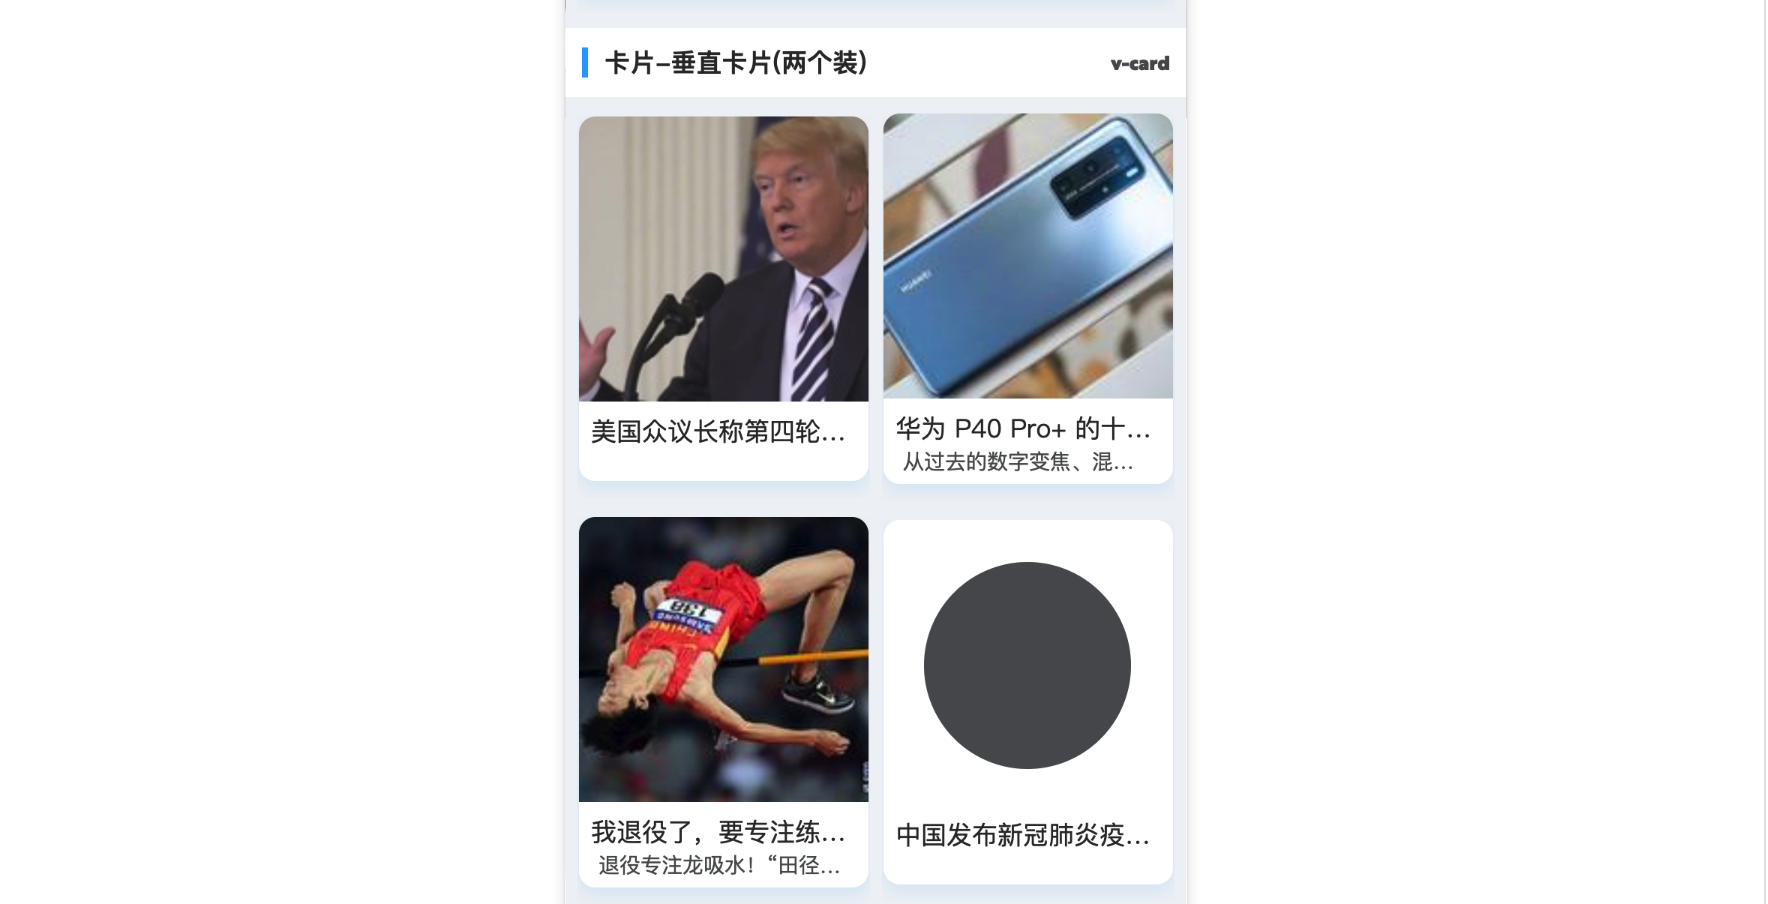 卡片-垂直卡片(两个装)
v-card
HUAWEI
美国众议长称第四轮...
华为 P40 Pro+ 的十...
从过去的数字变焦、混...
138
CHINA
我退役了，要专注练...
退役专注龙吸水！“田径...
中国发布新冠肺炎疫...